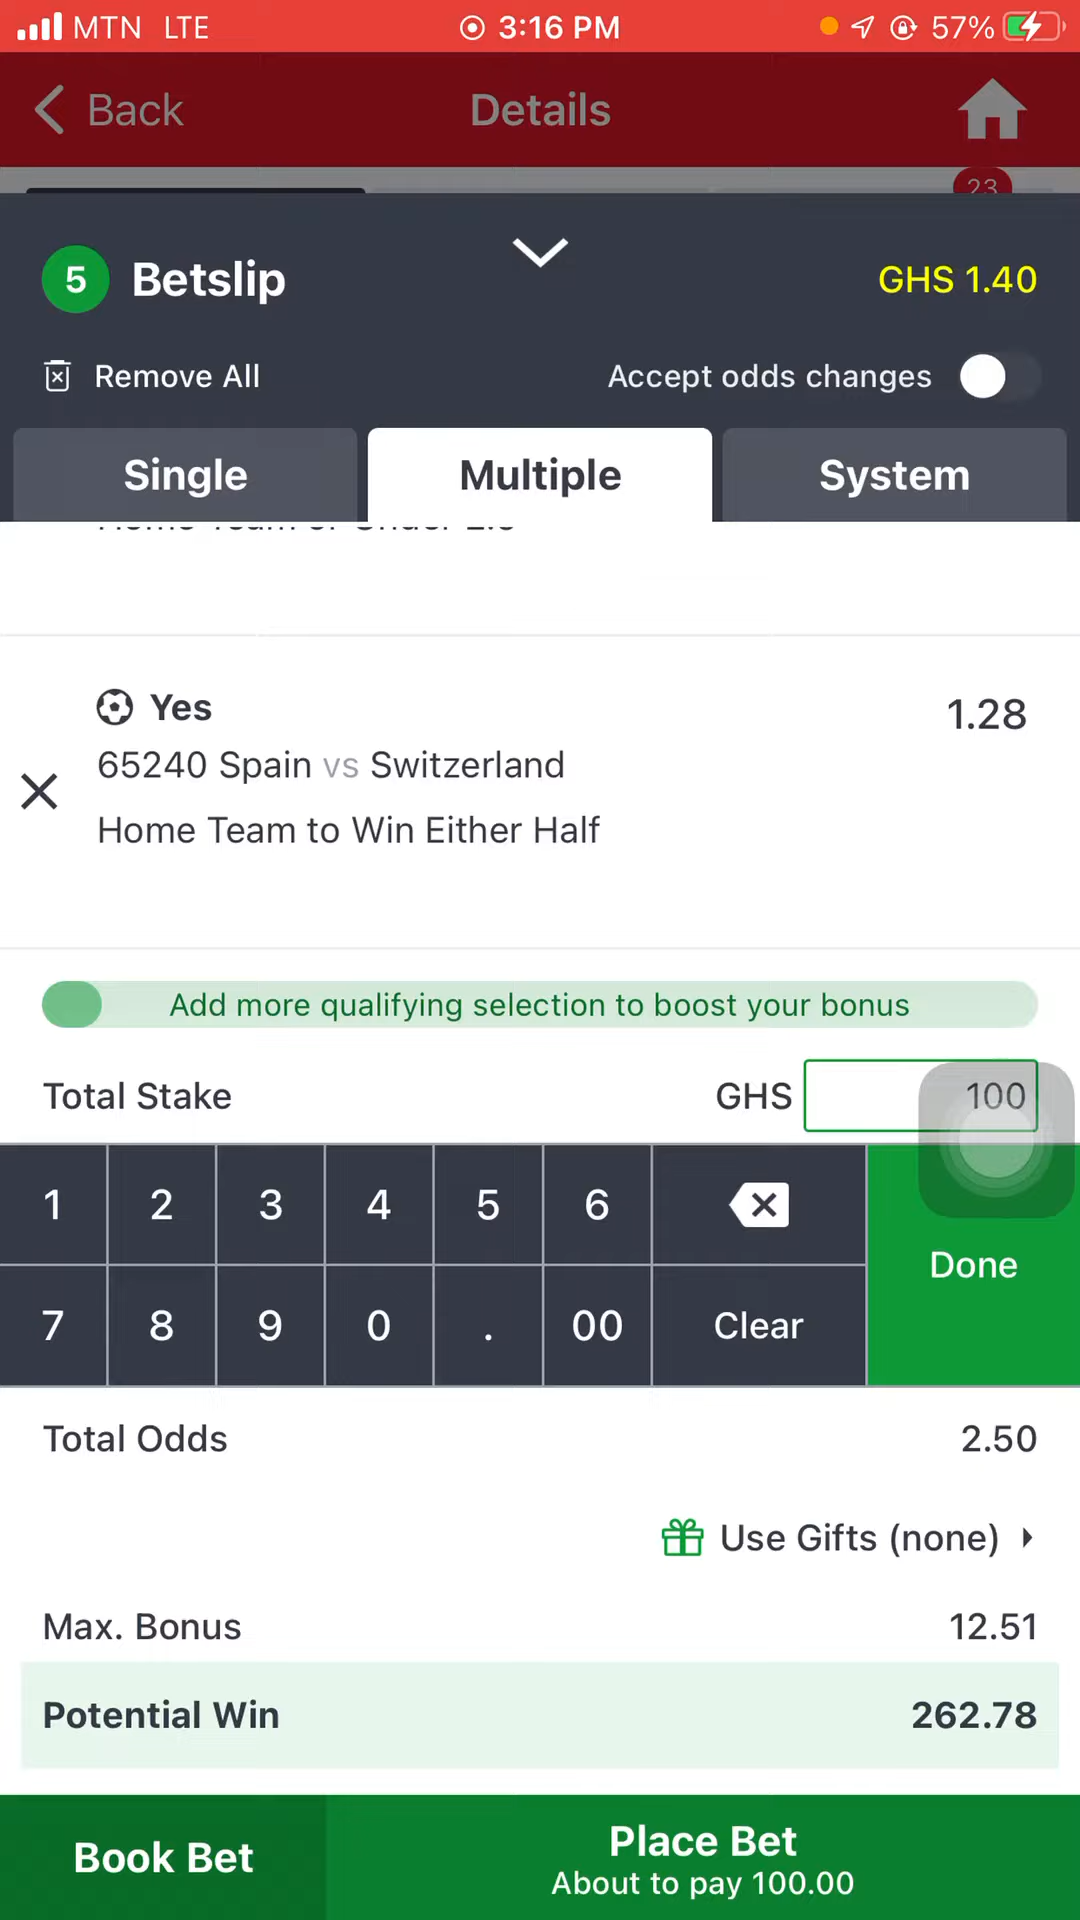 MTN LTE 3:16 PM 57%
Back Details
23
5 Betslip GHS 1.40
Remove All Accept odds changes
Single Multiple System
Yes 1.28
65240 Spain vs Switzerland
Home Team to Win Either Half
Add more qualifying selection to boost your bonus
Total Stake GHS 100
1 2 3 4 5 6
Done
7 8 9 0 . 00 Clear
Total Odds 2.50
Use Gifts (none)
Max. Bonus 12.51
Potential Win 262.78
Book Bet
Place Bet
About to pay 100.00